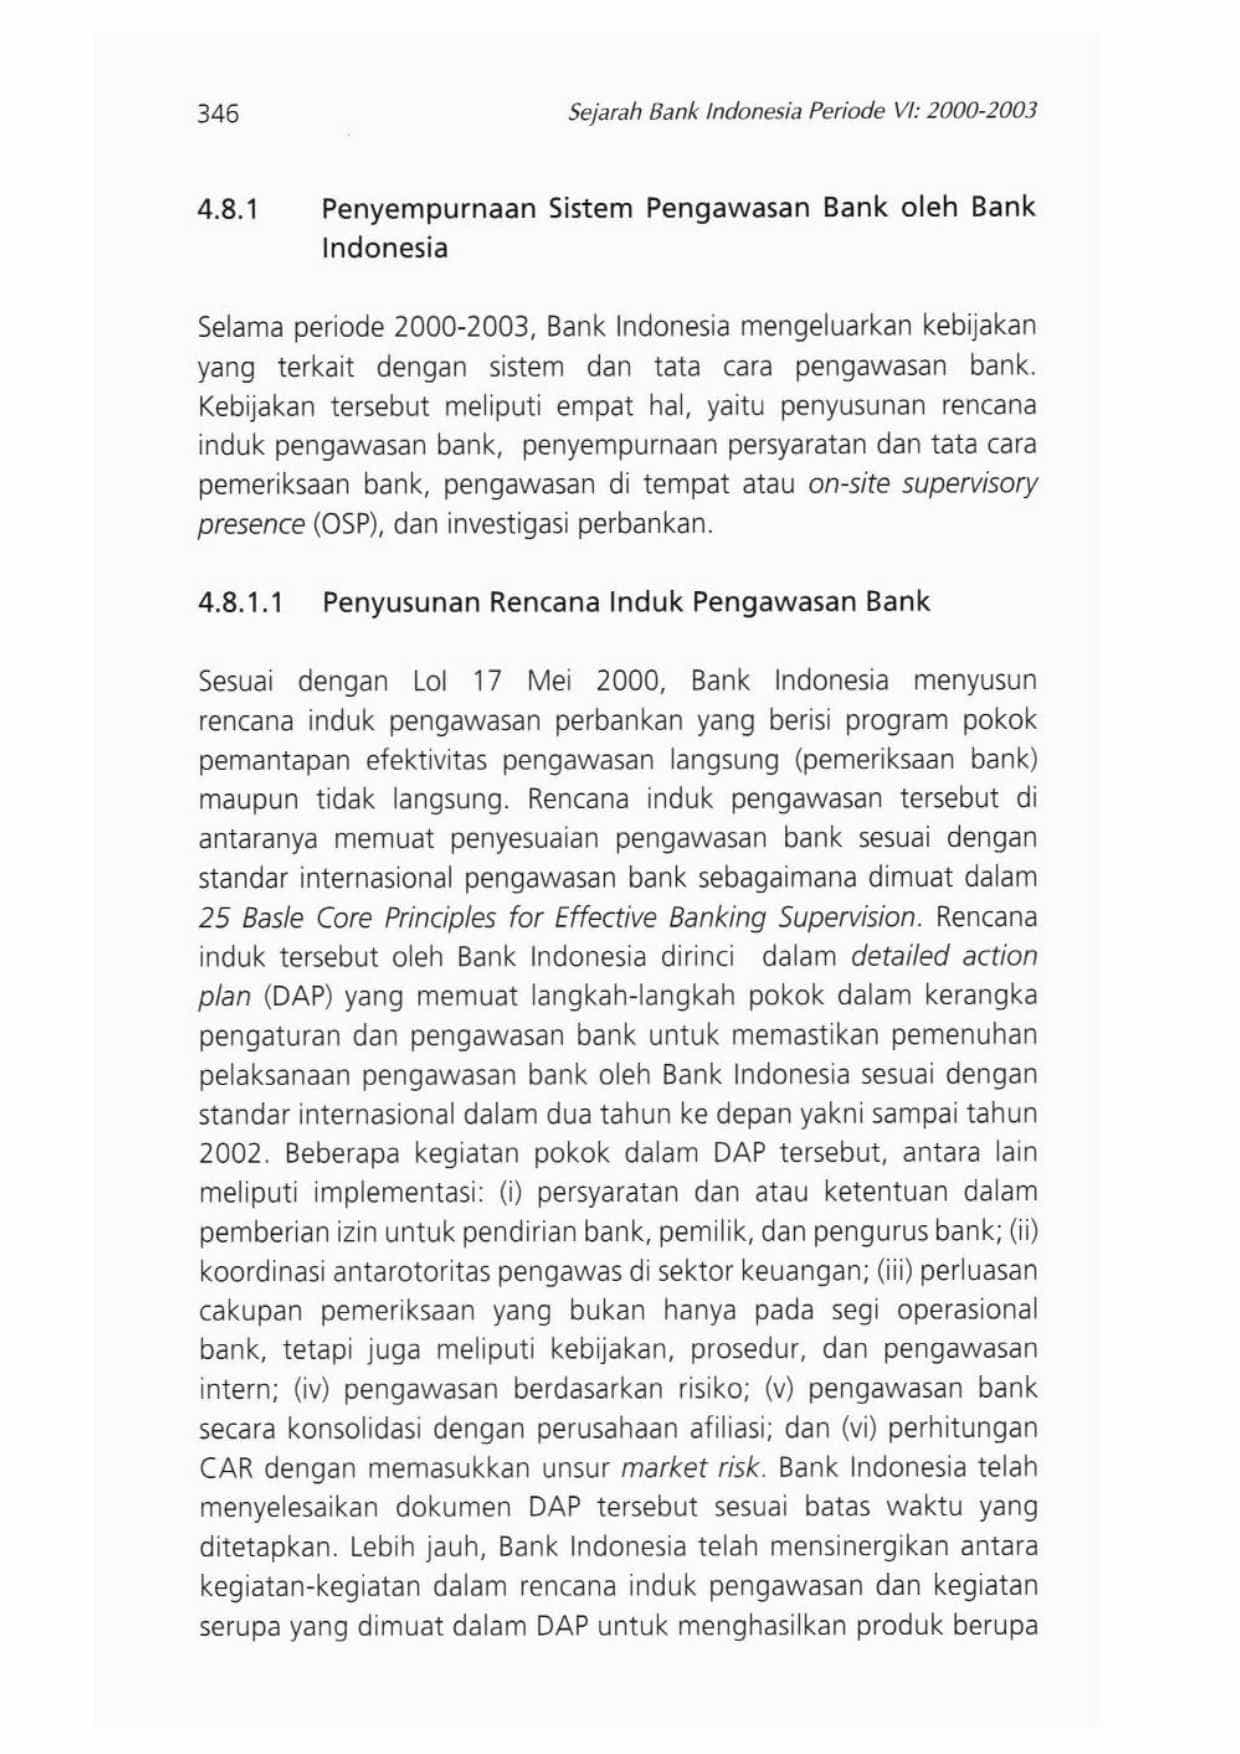 346
Sejarah Bank Indonesia Periode VI: 2000-2003
4.8.1 Penyempurnaan Sistem Pengawasan Bank oleh Bank
Indonesia
Selama periode 2000-2003, Bank Indonesia mengeluarkan kebijakan
yang terkait dengan sistem dan tata cara pengawasan bank.
Kebijakan tersebut meliputi empat hal, yaitu penyusunan rencana
induk pengawasan bank, penyempurnaan persyaratan dan tata cara
pemeriksaan bank, pengawasan di tempat atau on-site supervisory
presence (OSP), dan investigasi perbankan.
4.8.1.1 Penyusunan Rencana Induk Pengawasan Bank
Sesuai dengan LoI 17 Mei 2000, Bank Indonesia menyusun
rencana induk pengawasan perbankan yang berisi program pokok
pemantapan efektivitas pengawasan langsung (pemeriksaan bank)
maupun tidak langsung. Rencana induk pengawasan tersebut di
antaranya memuat penyesuaian pengawasan bank sesuai dengan
standar internasional pengawasan bank sebagaimana dimuat dalam
25 Basle Core Principles for Effective Banking Supervision. Rencana
induk tersebut oleh Bank Indonesia dirinci dalam detailed action
plan (DAP) yang memuat langkah-langkah pokok dalam kerangka
pengaturan dan pengawasan bank untuk memastikan pemenuhan
pelaksanaan pengawasan bank oleh Bank Indonesia sesuai dengan
standar internasional dalam dua tahun ke depan yakni sampai tahun
2002. Beberapa kegiatan pokok dalam DAP tersebut, antara lain
meliputi implementasi: (i) persyaratan dan atau ketentuan dalam
pemberian izin untuk pendirian bank, pemilik, dan pengurus bank; (ii)
koordinasi antarotoritas pengawas di sektor keuangan; (iii) perluasan
cakupan pemeriksaan yang bukan hanya pada segi operasional
bank, tetapi juga meliputi kebijakan, prosedur, dan pengawasan
intern; (iv) pengawasan berdasarkan risiko; (v) pengawasan bank
secara konsolidasi dengan perusahaan afiliasi; dan (vi) perhitungan
CAR dengan memasukkan unsur market risk. Bank Indonesia telah
menyelesaikan dokumen DAP tersebut sesuai batas waktu yang
ditetapkan. Lebih jauh, Bank Indonesia telah mensinergikan antara
kegiatan-kegiatan dalam rencana induk pengawasan dan kegiatan
serupa yang dimuat dalam DAP untuk menghasilkan produk berupa